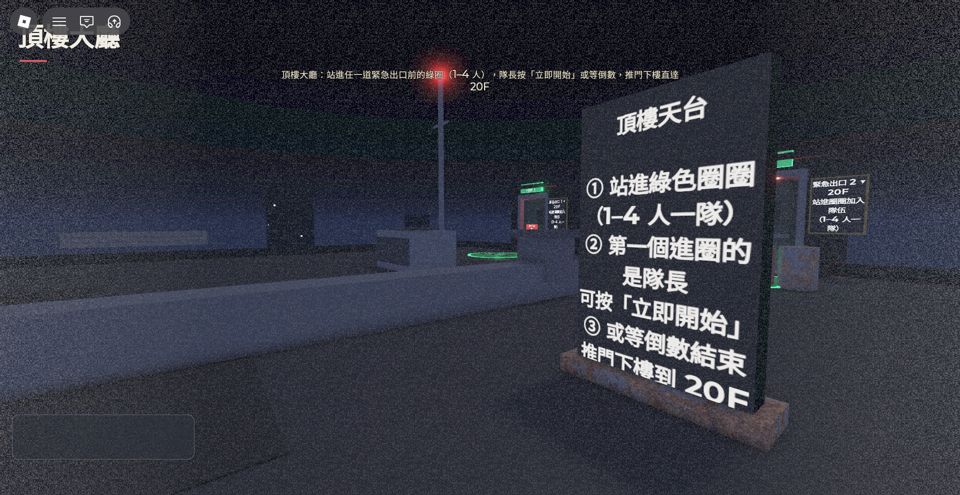 頂樓大廳
頂樓大廳：站進任一道緊急出口前的綠圈（1–4 人），隊長按「立即開始」或等倒數，推門下樓直達
20F
頂樓天台
① 站進綠色圈圈
（1–4 人一隊）
② 第一個進圈的
是隊長
可按「立即開始」
③ 或等倒數結束
推門下樓到 20F
緊急出口 2
20F
站進圈圈加入
隊伍
（1–4 人一
隊）